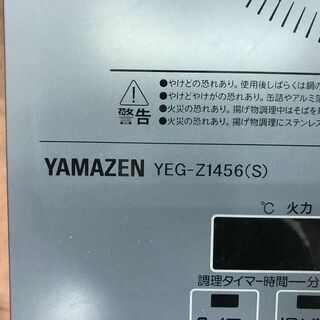 ●やけどの恐れあり。使用後しばらくは鍋の
●けどやけがの恐れあり。缶詰やアルミ箔
●火災の恐れあり。揚げ物調理中はそばを
●火災の恐れあり。揚げ物調理にステンレス
警告
YAMAZEN YEG-Z1456(S)
℃ 火力
調理タイマー時間 分